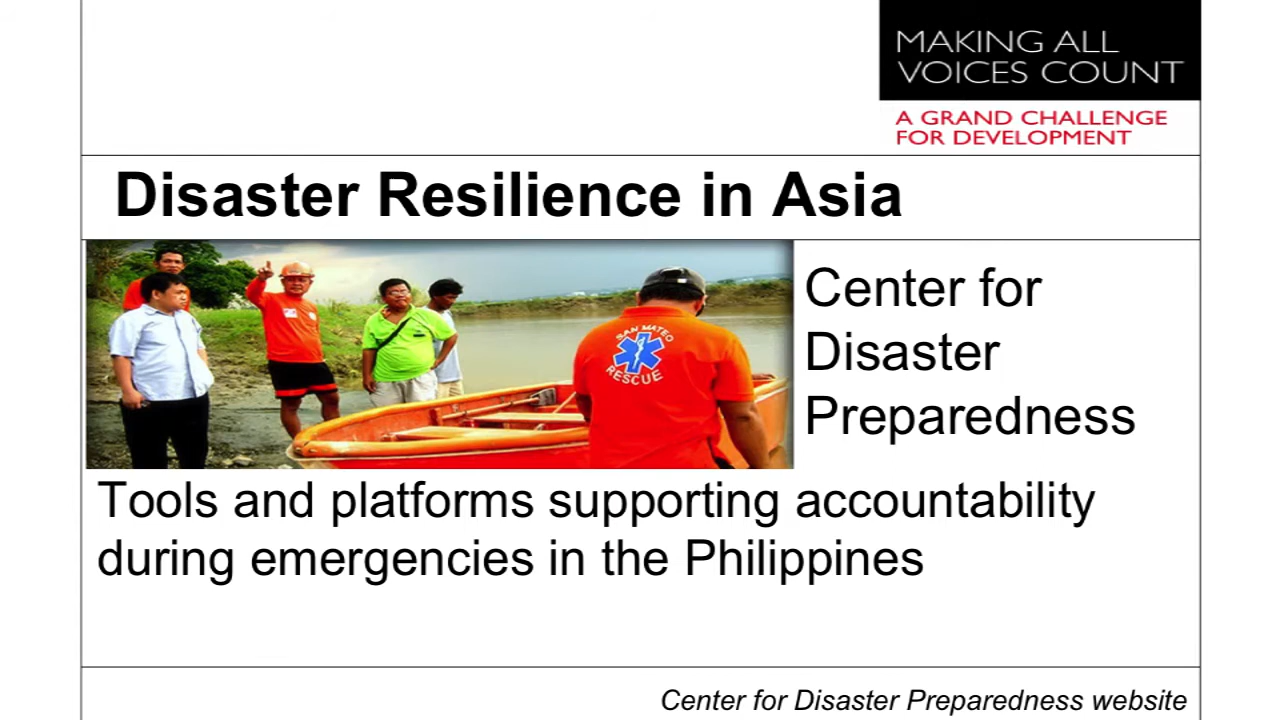 MAKING ALL
VOICES COUNT
A GRAND CHALLENGE
FOR DEVELOPMENT
Disaster Resilience in Asia
SAN MATEO
RESCUE
Center for
Disaster
Preparedness
Tools and platforms supporting accountability
during emergencies in the Philippines
Center for Disaster Preparedness website